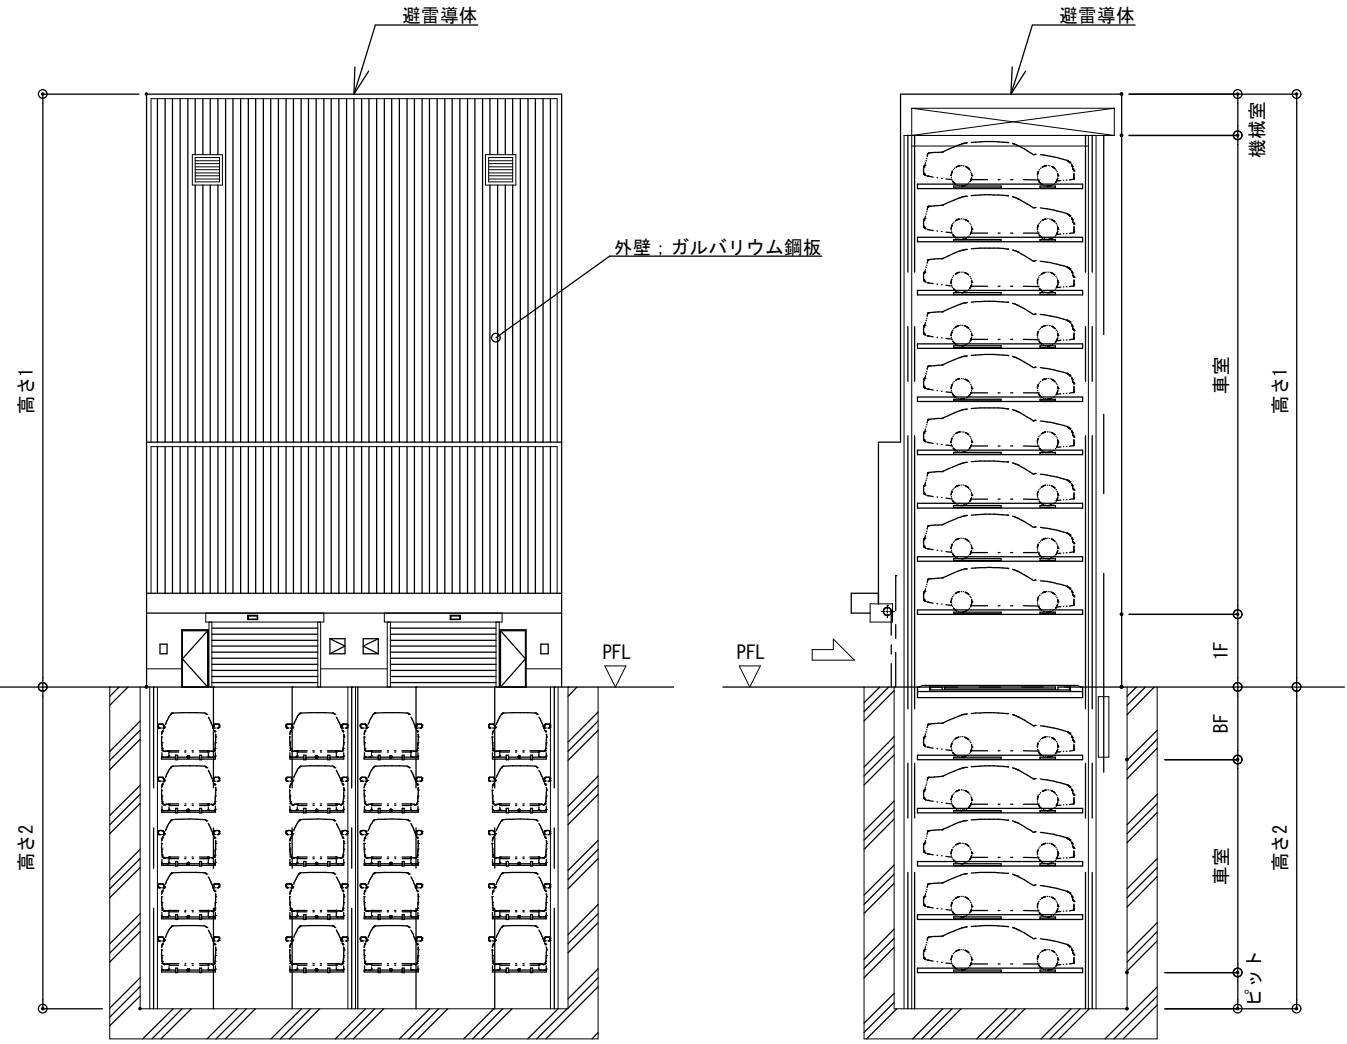 避雷導体
避雷導体
機械室
外壁；ガルバリウム鋼板
高さ1
車室
高さ1
1F
PFL
PFL
BF
高さ2
車室
高さ2
ピット